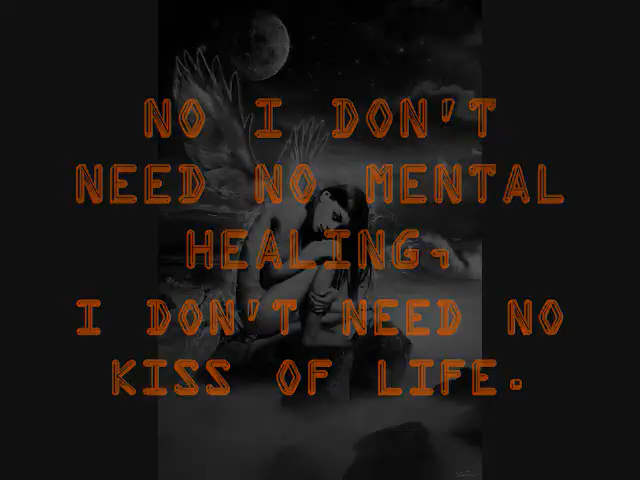 NO I DON'T
NEED NO MENTAL
HEALING,
I DON'T NEED NO
KISS OF LIFE.